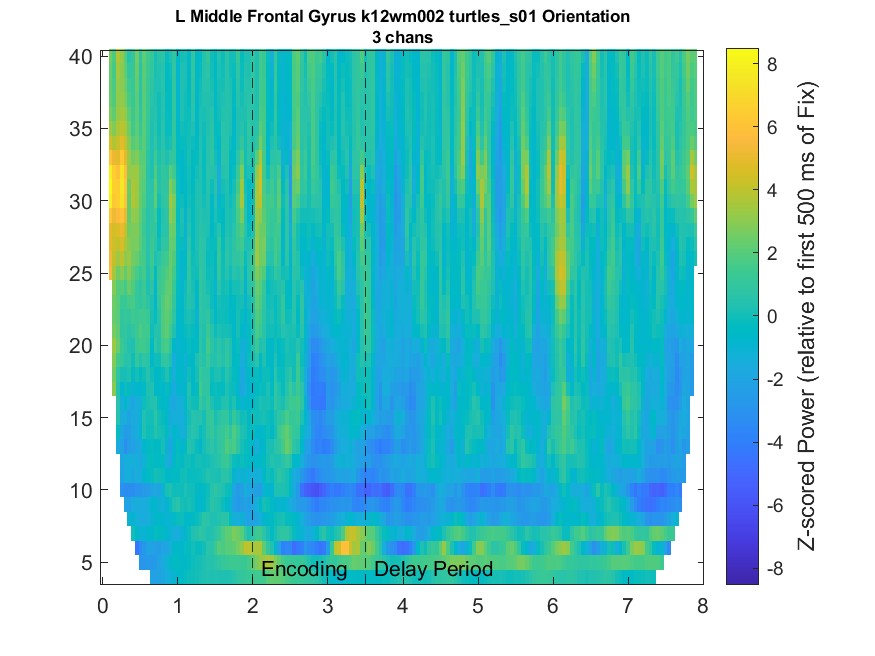 L Middle Frontal Gyrus k12wm002 turtles_s01 Orientation
3 chans
40
35
30
25
20
15
10
5
0 1 2 3 4 5 6 7 8
Encoding
Delay Period
8
6
4
2
0
-2
-4
-6
-8
Z-scored Power (relative to first 500 ms of Fix)